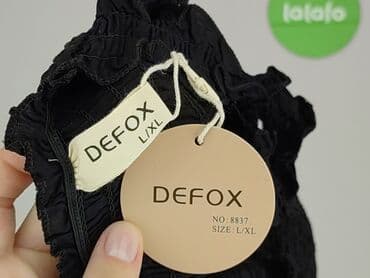 lalafo
DEFOX
L/XL
DEFOX
NO: 8837
SIZE: L/XL